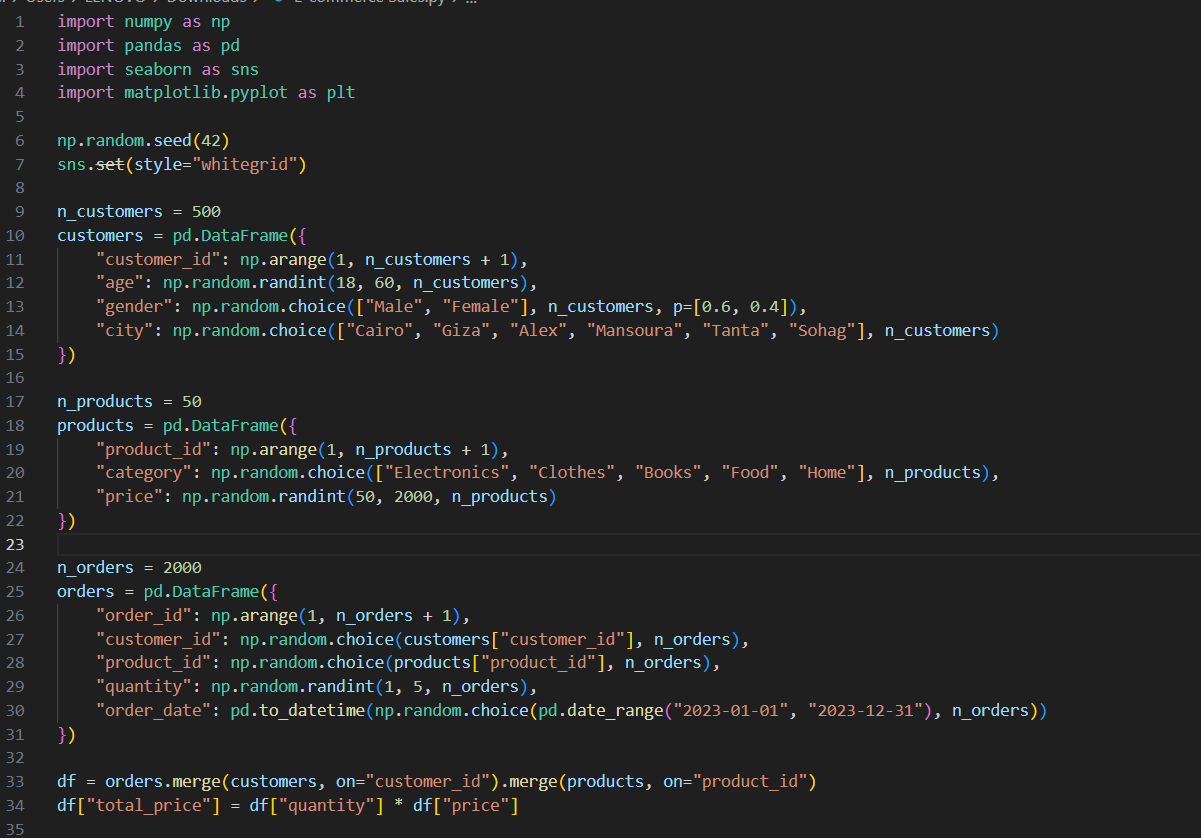 Users > LENOVO > Downloads > E-commerce Sales.py > ...
1 import numpy as np
2 import pandas as pd
3 import seaborn as sns
4 import matplotlib.pyplot as plt
5
6 np.random.seed(42)
7 sns.set(style="whitegrid")
8
9 n_customers = 500
10 customers = pd.DataFrame({
11     "customer_id": np.arange(1, n_customers + 1),
12     "age": np.random.randint(18, 60, n_customers),
13     "gender": np.random.choice(["Male", "Female"], n_customers, p=[0.6, 0.4]),
14     "city": np.random.choice(["Cairo", "Giza", "Alex", "Mansoura", "Tanta", "Sohag"], n_customers)
15 })
16
17 n_products = 50
18 products = pd.DataFrame({
19     "product_id": np.arange(1, n_products + 1),
20     "category": np.random.choice(["Electronics", "Clothes", "Books", "Food", "Home"], n_products),
21     "price": np.random.randint(50, 2000, n_products)
22 })
23
24 n_orders = 2000
25 orders = pd.DataFrame({
26     "order_id": np.arange(1, n_orders + 1),
27     "customer_id": np.random.choice(customers["customer_id"], n_orders),
28     "product_id": np.random.choice(products["product_id"], n_orders),
29     "quantity": np.random.randint(1, 5, n_orders),
30     "order_date": pd.to_datetime(np.random.choice(pd.date_range("2023-01-01", "2023-12-31"), n_orders))
31 })
32
33 df = orders.merge(customers, on="customer_id").merge(products, on="product_id")
34 df["total_price"] = df["quantity"] * df["price"]
35